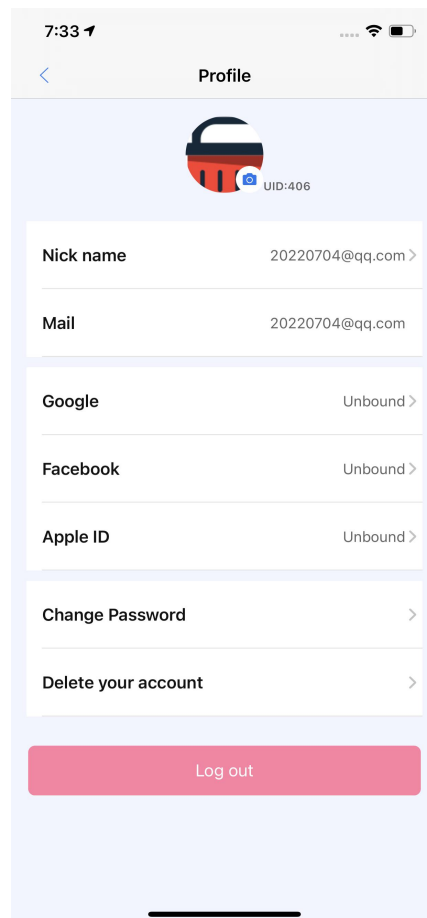 7:33
Profile
UID:406
Nick name 20220704@qq.com
Mail 20220704@qq.com
Google Unbound
Facebook Unbound
Apple ID Unbound
Change Password
Delete your account
Log out